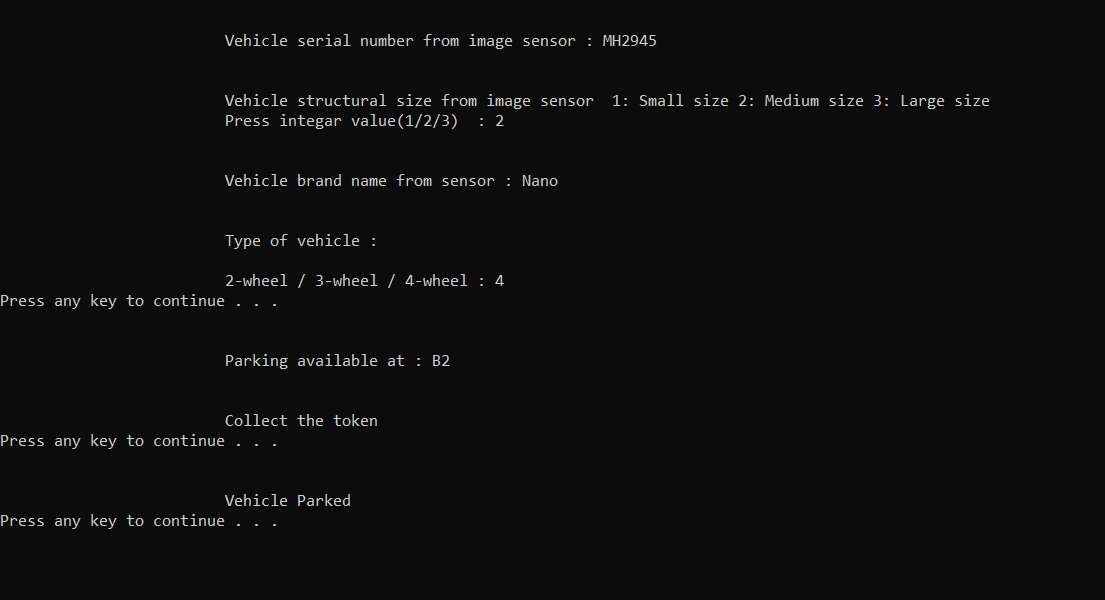 Vehicle serial number from image sensor : MH2945
Vehicle structural size from image sensor  1: Small size 2: Medium size 3: Large size
Press integar value(1/2/3)  : 2
Vehicle brand name from sensor : Nano
Type of vehicle :
2-wheel / 3-wheel / 4-wheel : 4
Press any key to continue . . .
Parking available at : B2
Collect the token
Press any key to continue . . .
Vehicle Parked
Press any key to continue . . .